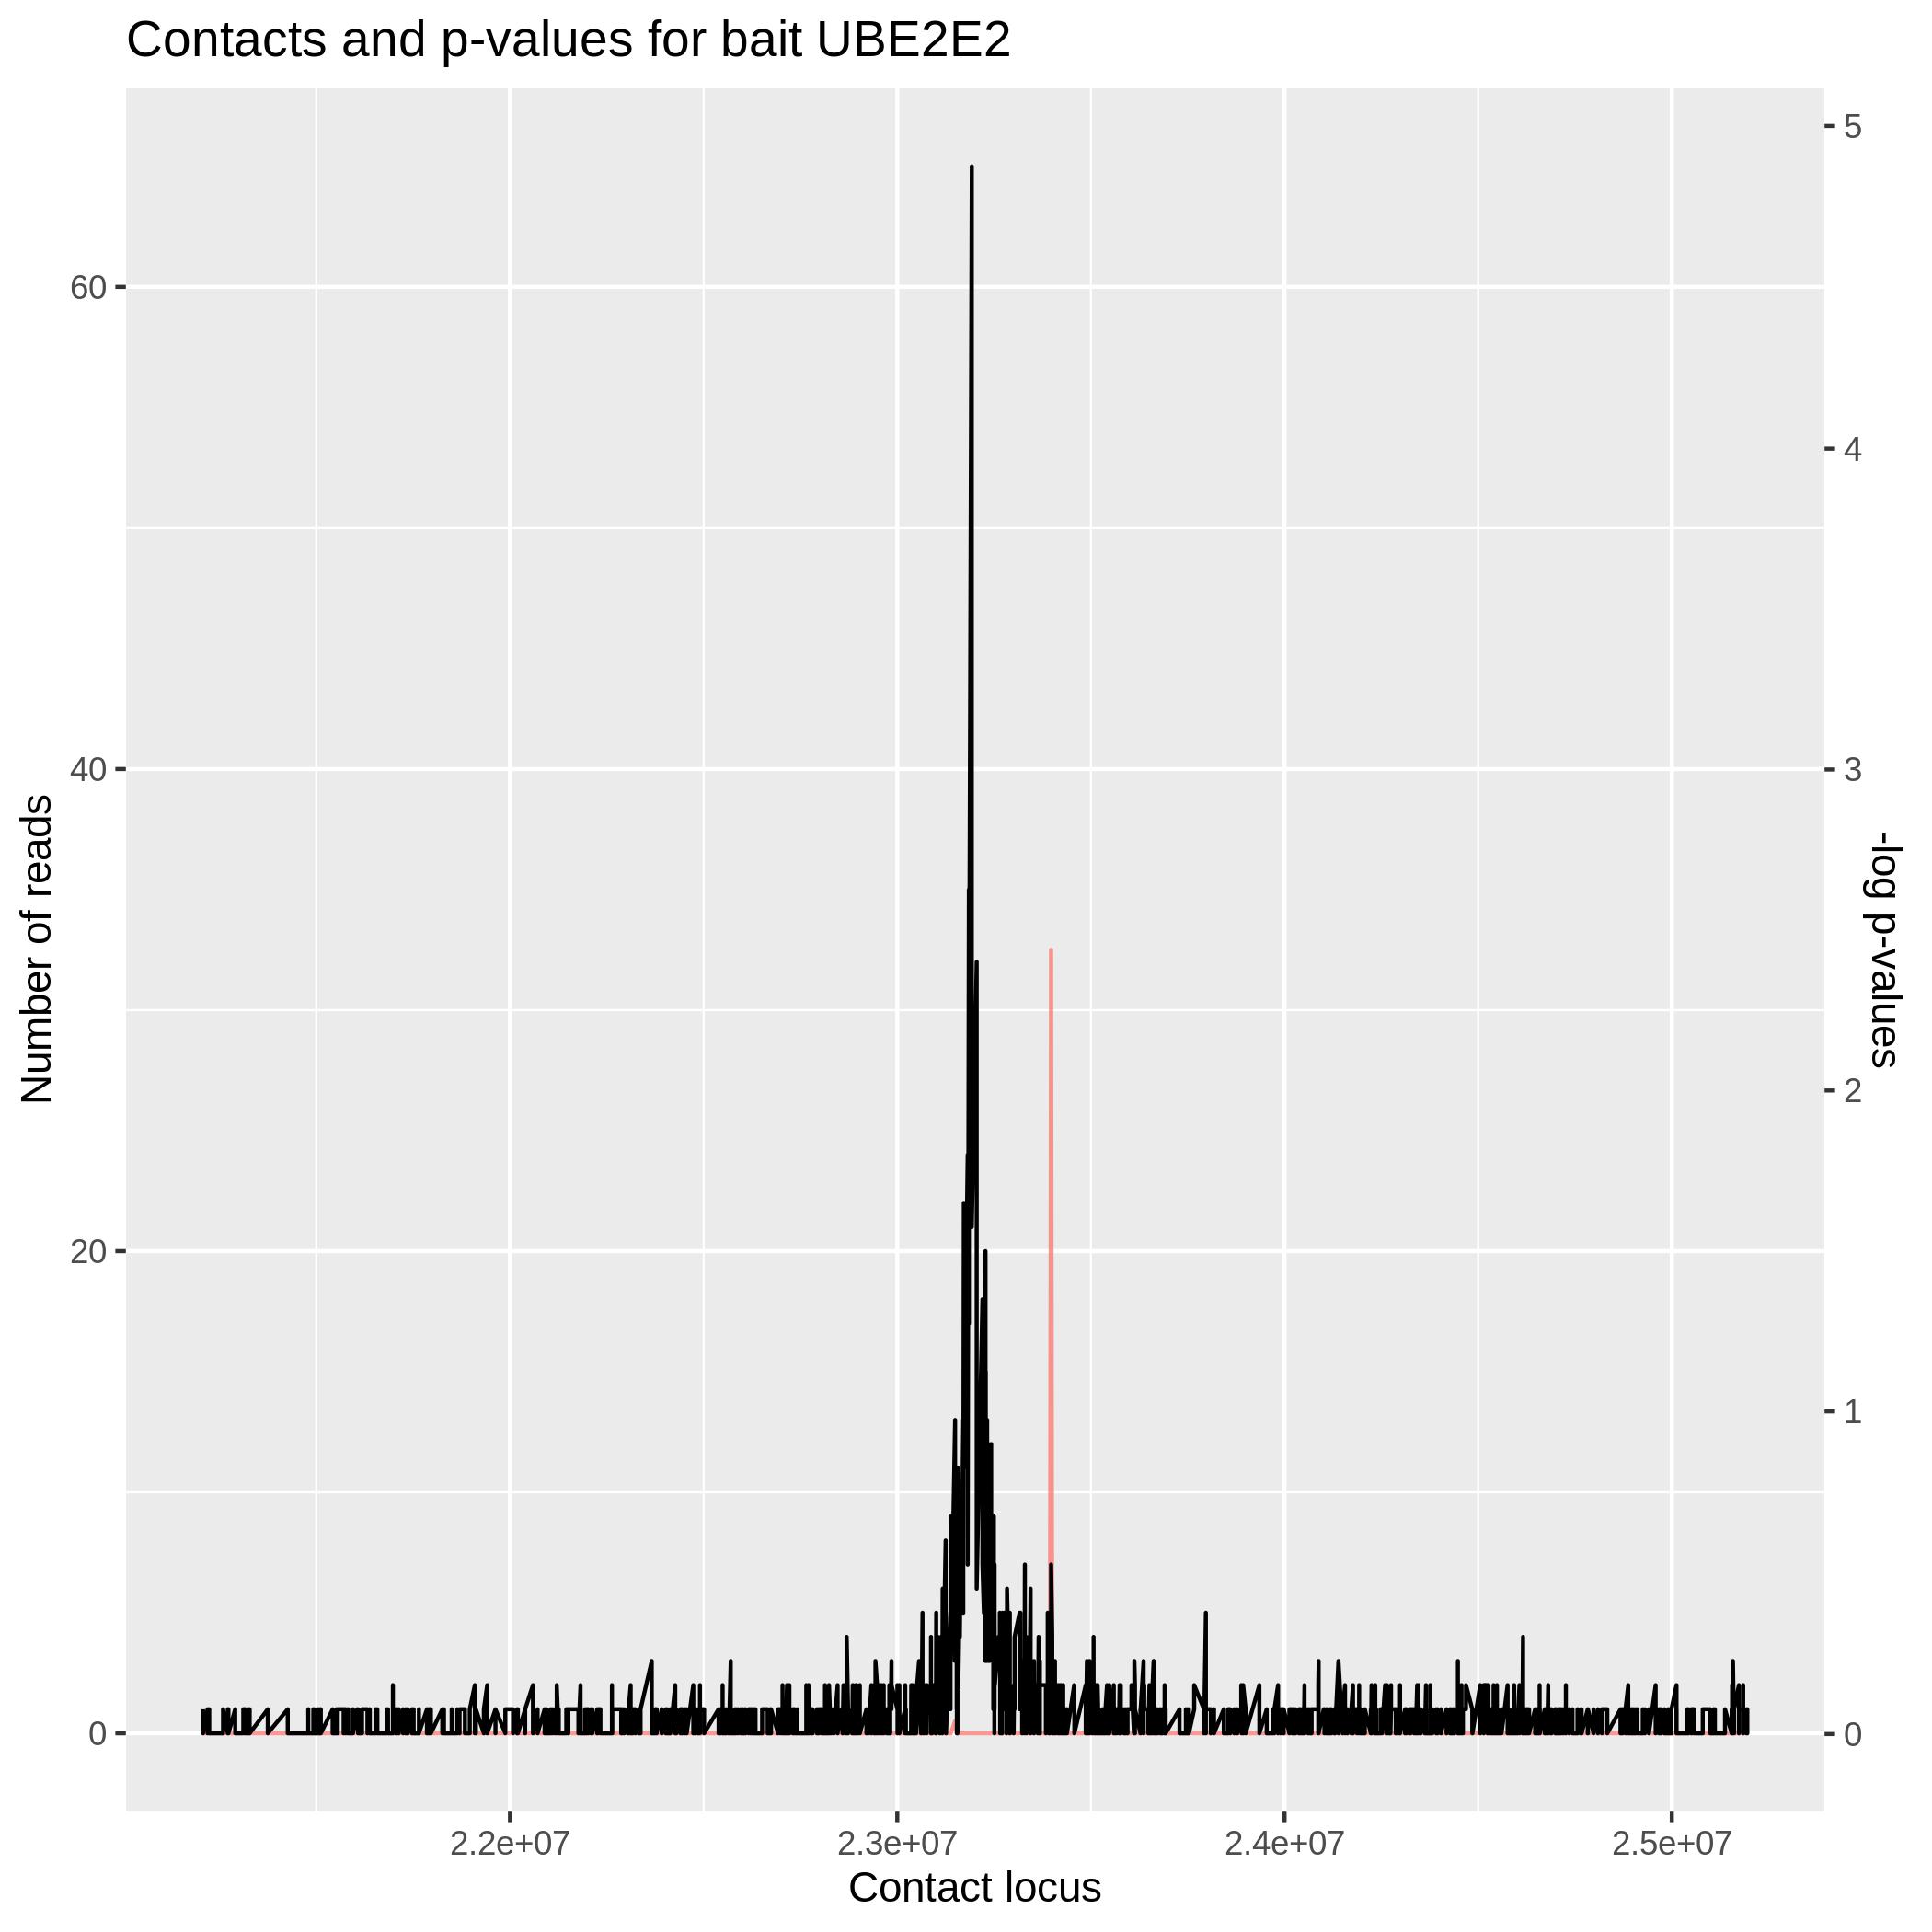 Contacts and p-values for bait UBE2E2
Number of reads
60
40
20
0
5
4
3
2
1
0
-log p-values
2.2e+07
2.3e+07
2.4e+07
2.5e+07
Contact locus